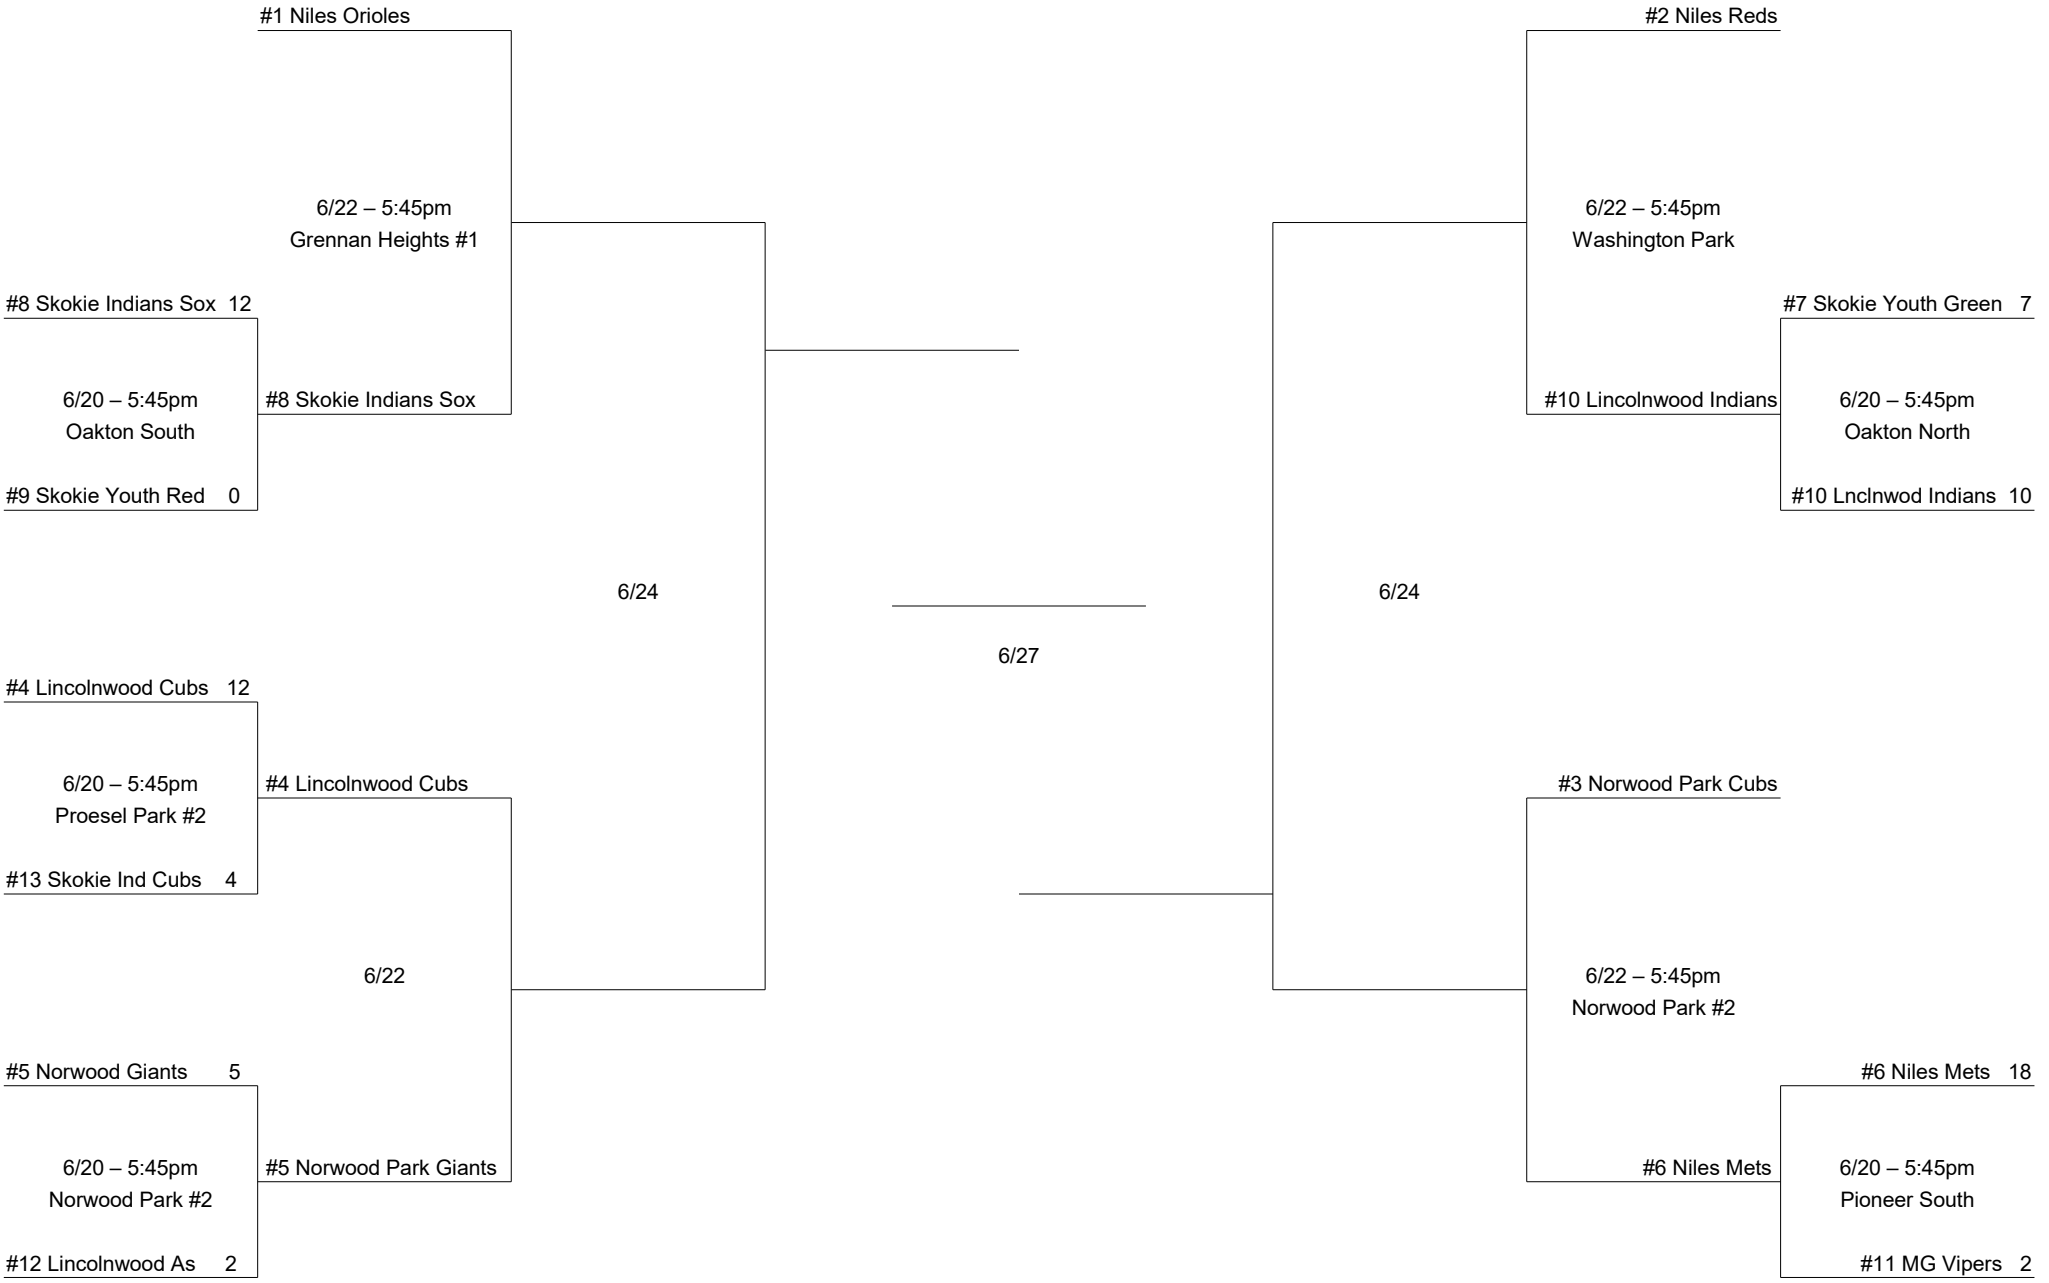 #1 Niles Orioles
#2 Niles Reds
6/22 – 5:45pm
Grennan Heights #1
6/22 – 5:45pm
Washington Park
#8 Skokie Indians Sox 12
#7 Skokie Youth Green 7
6/20 – 5:45pm
Oakton South
#8 Skokie Indians Sox
#10 Lincolnwood Indians
6/20 – 5:45pm
Oakton North
#9 Skokie Youth Red 0
#10 Lnclnwod Indians 10
6/24
6/24
6/27
#4 Lincolnwood Cubs 12
6/20 – 5:45pm
Proesel Park #2
#4 Lincolnwood Cubs
#3 Norwood Park Cubs
#13 Skokie Ind Cubs 4
6/22
6/22 – 5:45pm
Norwood Park #2
#5 Norwood Giants 5
#6 Niles Mets 18
6/20 – 5:45pm
Norwood Park #2
#5 Norwood Park Giants
#6 Niles Mets
6/20 – 5:45pm
Pioneer South
#12 Lincolnwood As 2
#11 MG Vipers 2